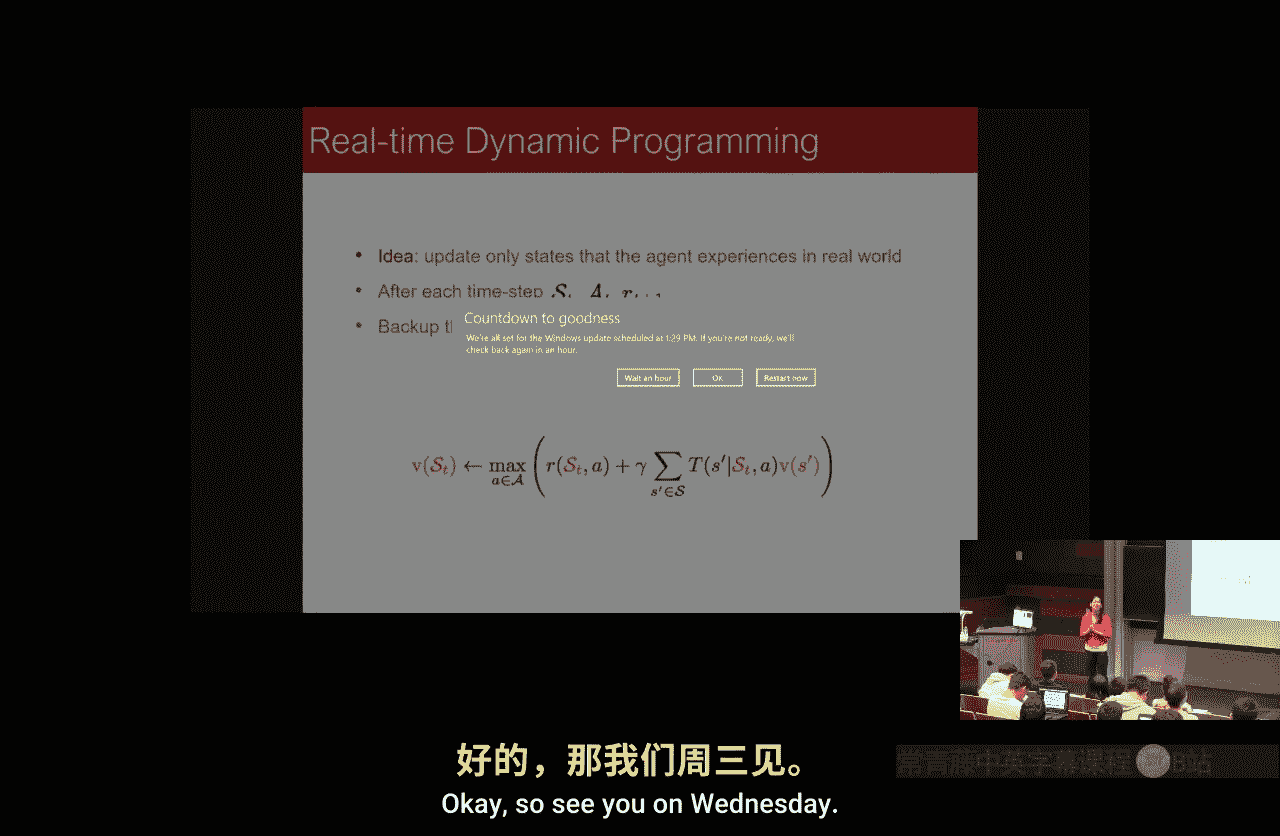 Real-time Dynamic Programming
• Idea: update only states that the agent experiences in real world
• After each time-step S
• Backup
Countdown to goodness
We're all set for the Windows update scheduled at 1:29 PM. If you're not ready, we'll
check back again in an hour.
Wait an hour OK Restart now
v(S_t) ← max_{a∈A} ( r(S_t, a) + γ ∑_{s'∈S} T(s'|S_t, a)v(s') )
好的，那我们周三见。
Okay, so see you on Wednesday.